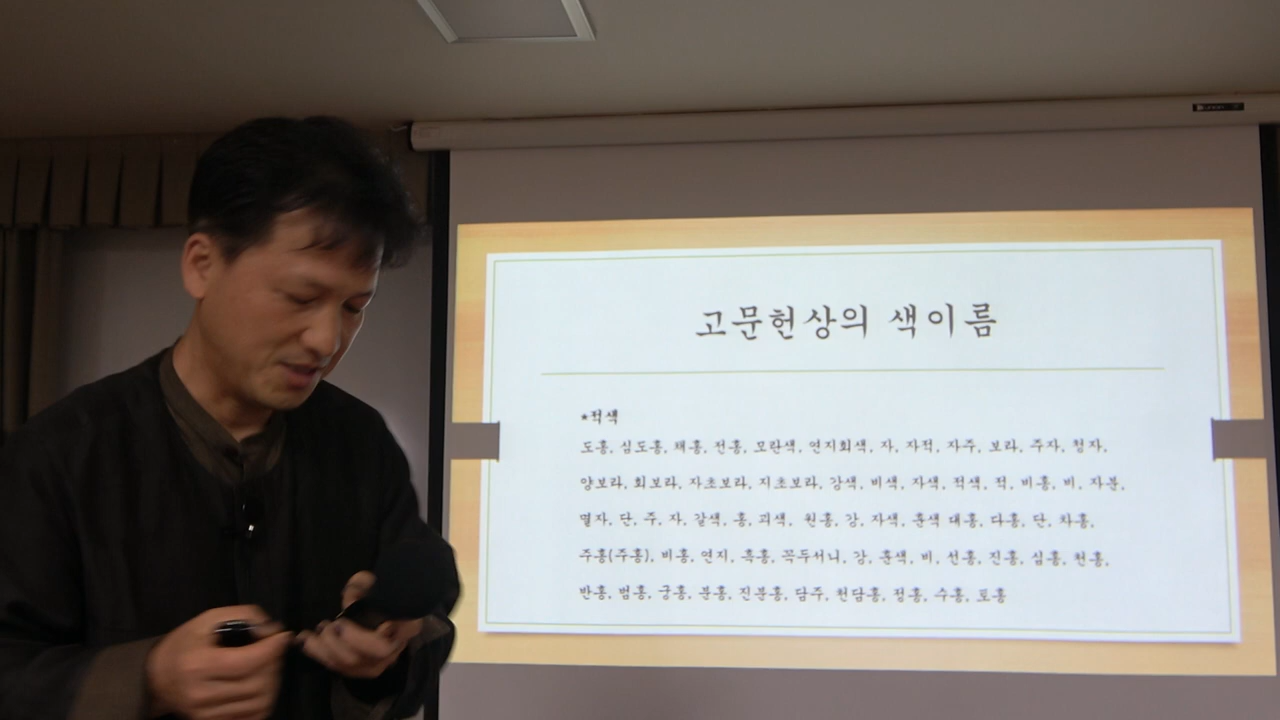 고문헌상의 색이름
*적색
도홍, 심도홍, 채홍, 전홍, 모란색, 연지회색, 자, 자적, 자주, 보라, 주자, 청자,
양보라, 회보라, 자초보라, 지초보라, 강색, 비색, 자색, 적색, 적, 비홍, 비, 자분,
멸자, 단, 주, 자, 갈색, 홍, 괴색, 원홍, 강, 자색, 훈색 대홍, 다홍, 단, 차홍,
주홍(주홍), 비홍, 연지, 흑홍, 꼭두서니, 강, 훈색, 비, 선홍, 진홍, 심홍, 천홍,
반홍, 범홍, 궁홍, 분홍, 진분홍, 담주, 천담홍, 정홍, 수홍, 토홍